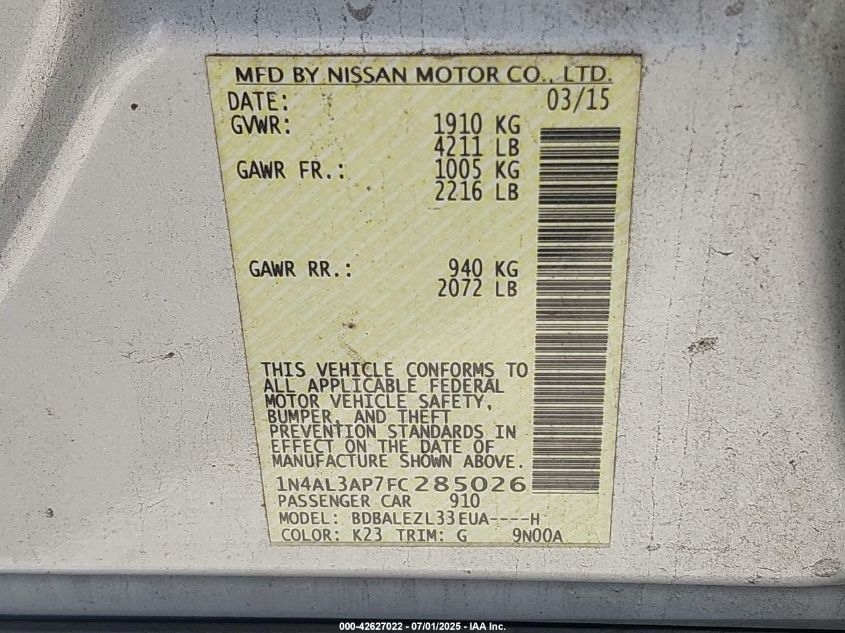 MFD BY NISSAN MOTOR CO., LTD.
DATE: 03/15
GVWR: 1910 KG
4211 LB
GAWR FR.: 1005 KG
2216 LB
GAWR RR.: 940 KG
2072 LB
THIS VEHICLE CONFORMS TO
ALL APPLICABLE FEDERAL
MOTOR VEHICLE SAFETY,
BUMPER, AND THEFT
PREVENTION STANDARDS IN
EFFECT ON THE DATE OF
MANUFACTURE SHOWN ABOVE.
1N4AL3AP7FC285026
PASSENGER CAR 910
MODEL: BDBALEZL33EUA----H
COLOR: K23 TRIM: G 9N00A
000-42627022 - 07/01/2025 - IAA Inc.